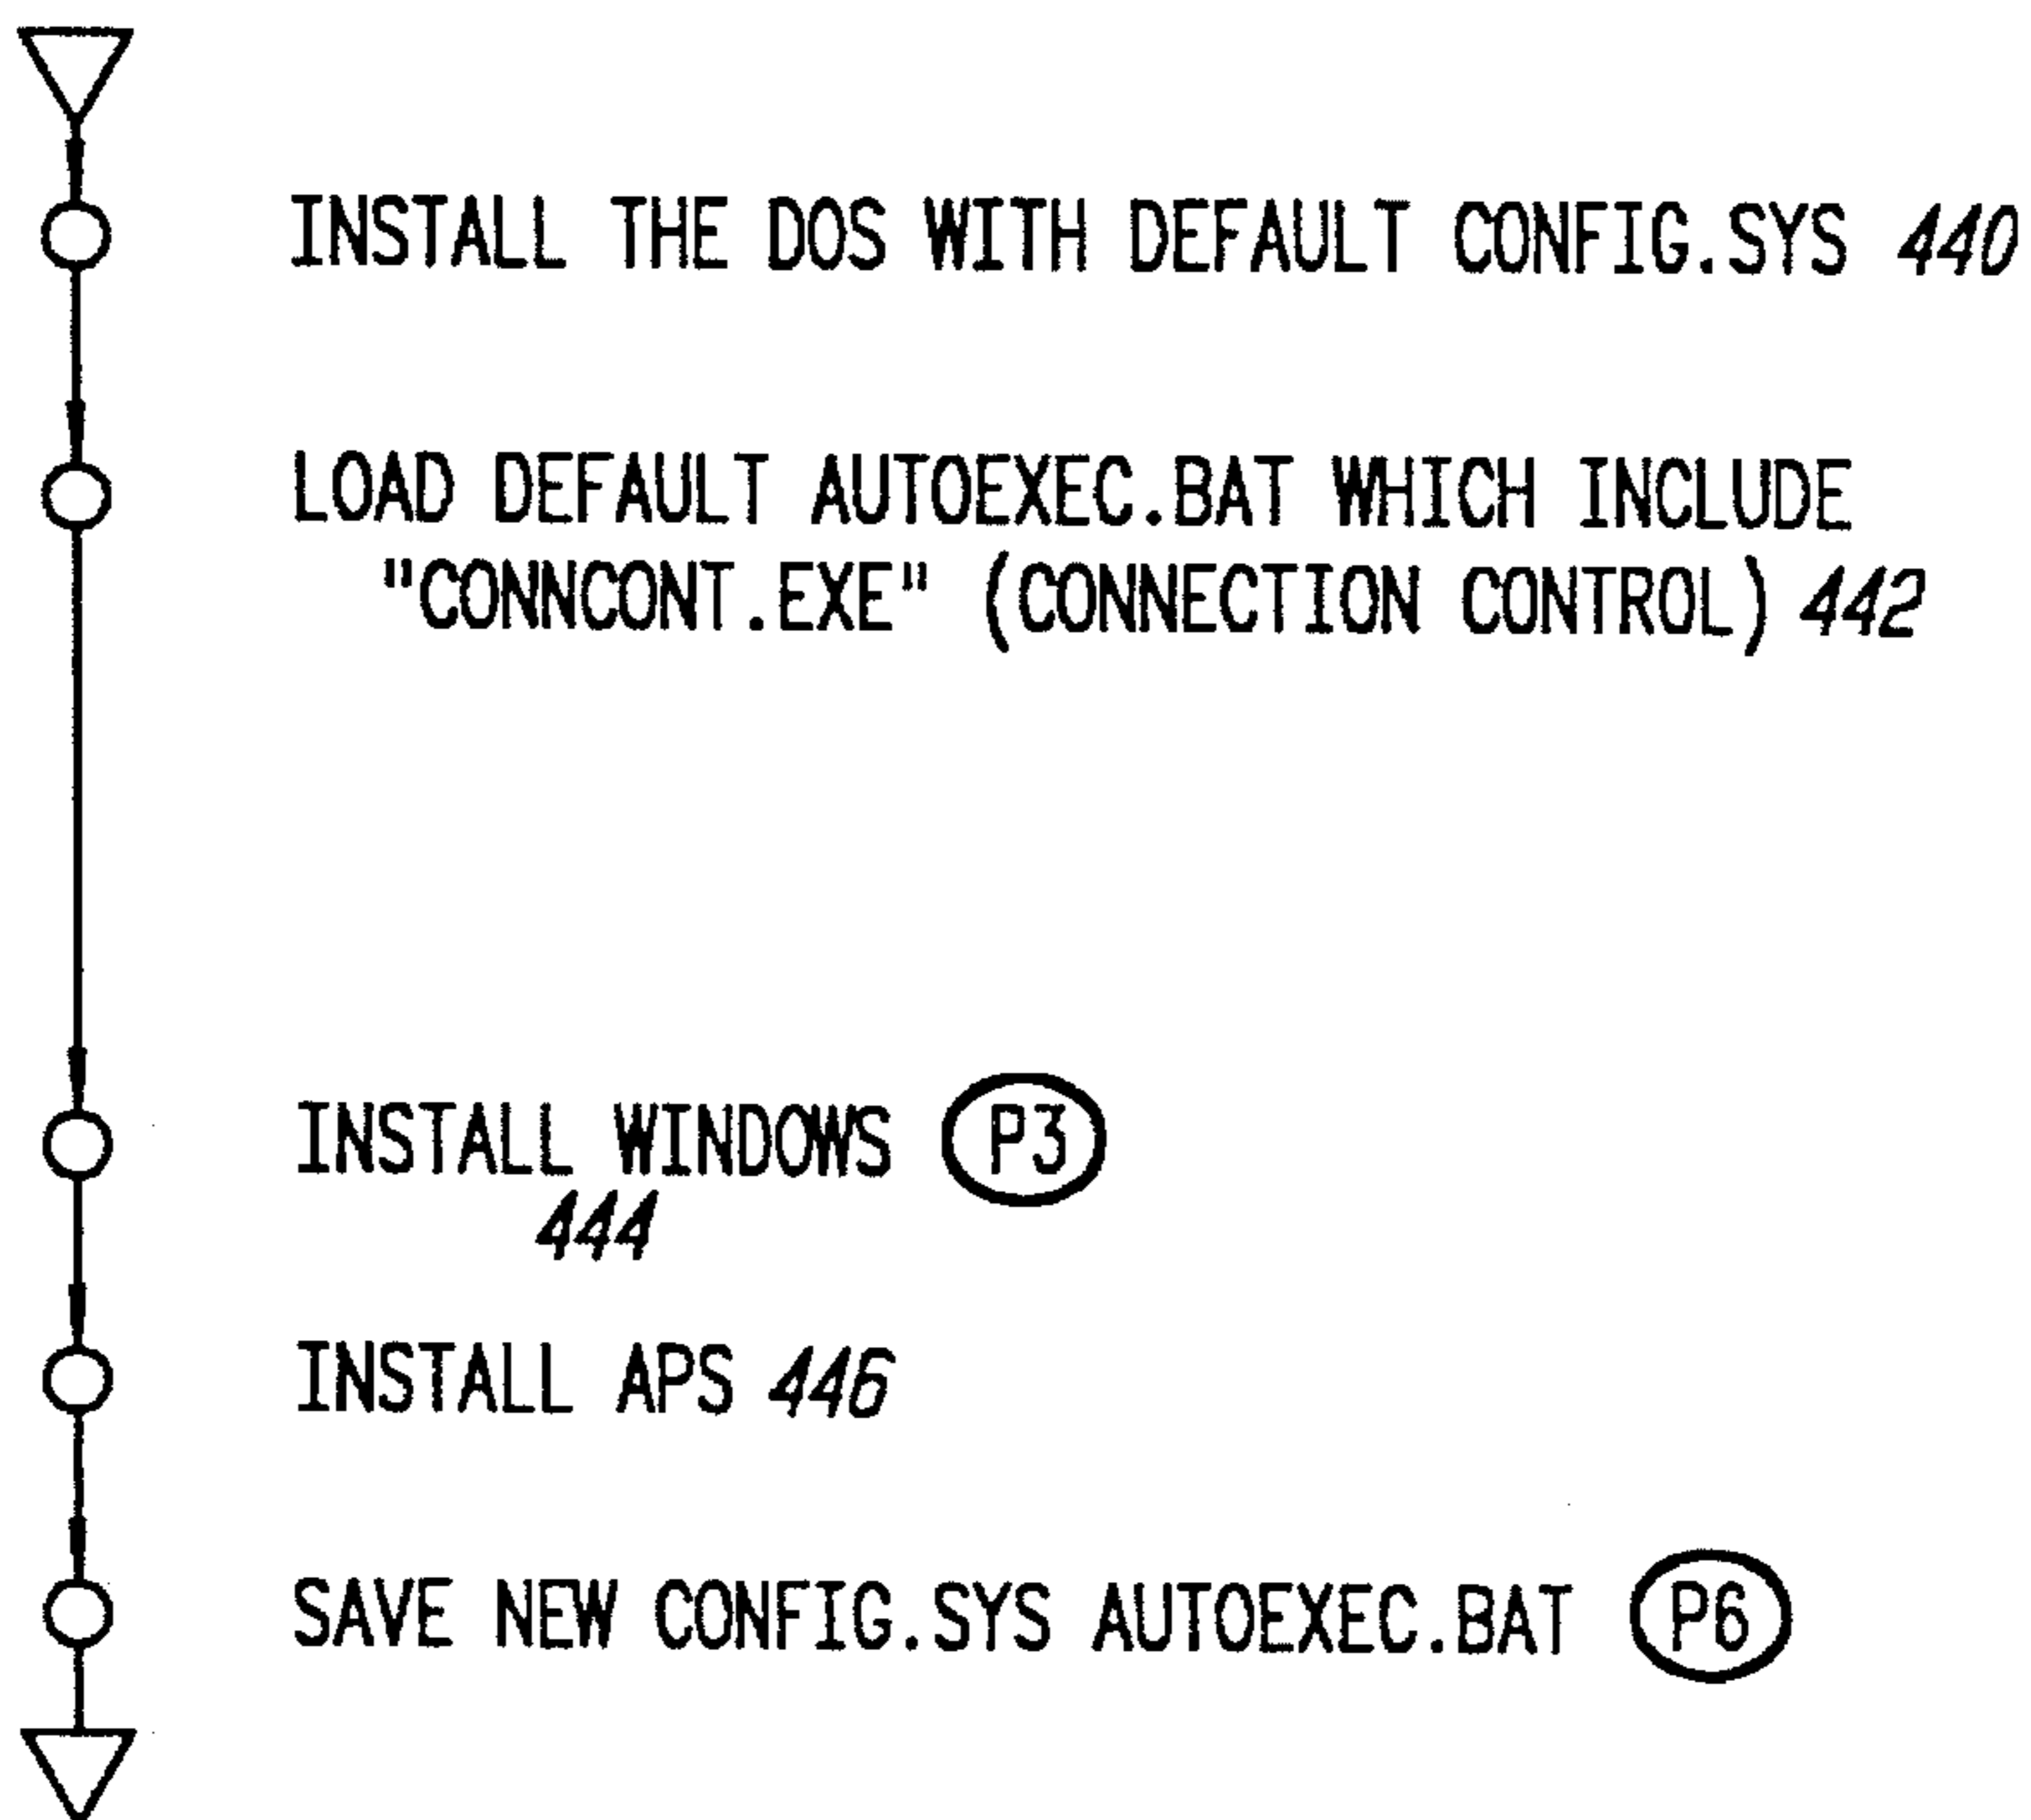 INSTALL THE DOS WITH DEFAULT CONFIG.SYS 440
LOAD DEFAULT AUTOEXEC.BAT WHICH INCLUDE
"CONNCONT.EXE" (CONNECTION CONTROL) 442
INSTALL WINDOWS P3
444
INSTALL APS 446
SAVE NEW CONFIG.SYS AUTOEXEC.BAT P6